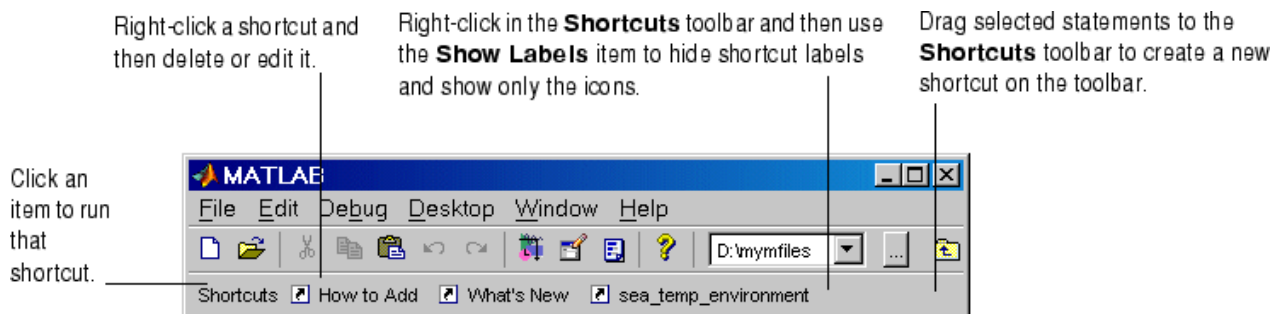 Right-click a shortcut and
then delete or edit it.
Right-click in the Shortcuts toolbar and then use
the Show Labels item to hide shortcut labels
and show only the icons.
Drag selected statements to the
Shortcuts toolbar to create a new
shortcut on the toolbar.
Click an
item to run
that
shortcut.
MATLAB
File Edit Debug Desktop Window Help
D:\mymfiles ...
Shortcuts How to Add What's New sea_temp_environment